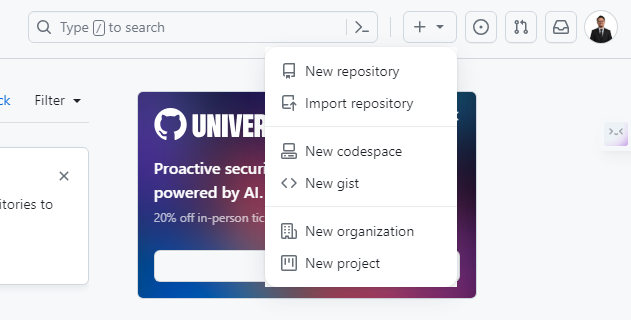 Type / to search
ck
Filter
New repository
Import repository
New codespace
New gist
New organization
New project
UNIVER
Proactive securi
powered by AI.
20% off in-person tic
itories to